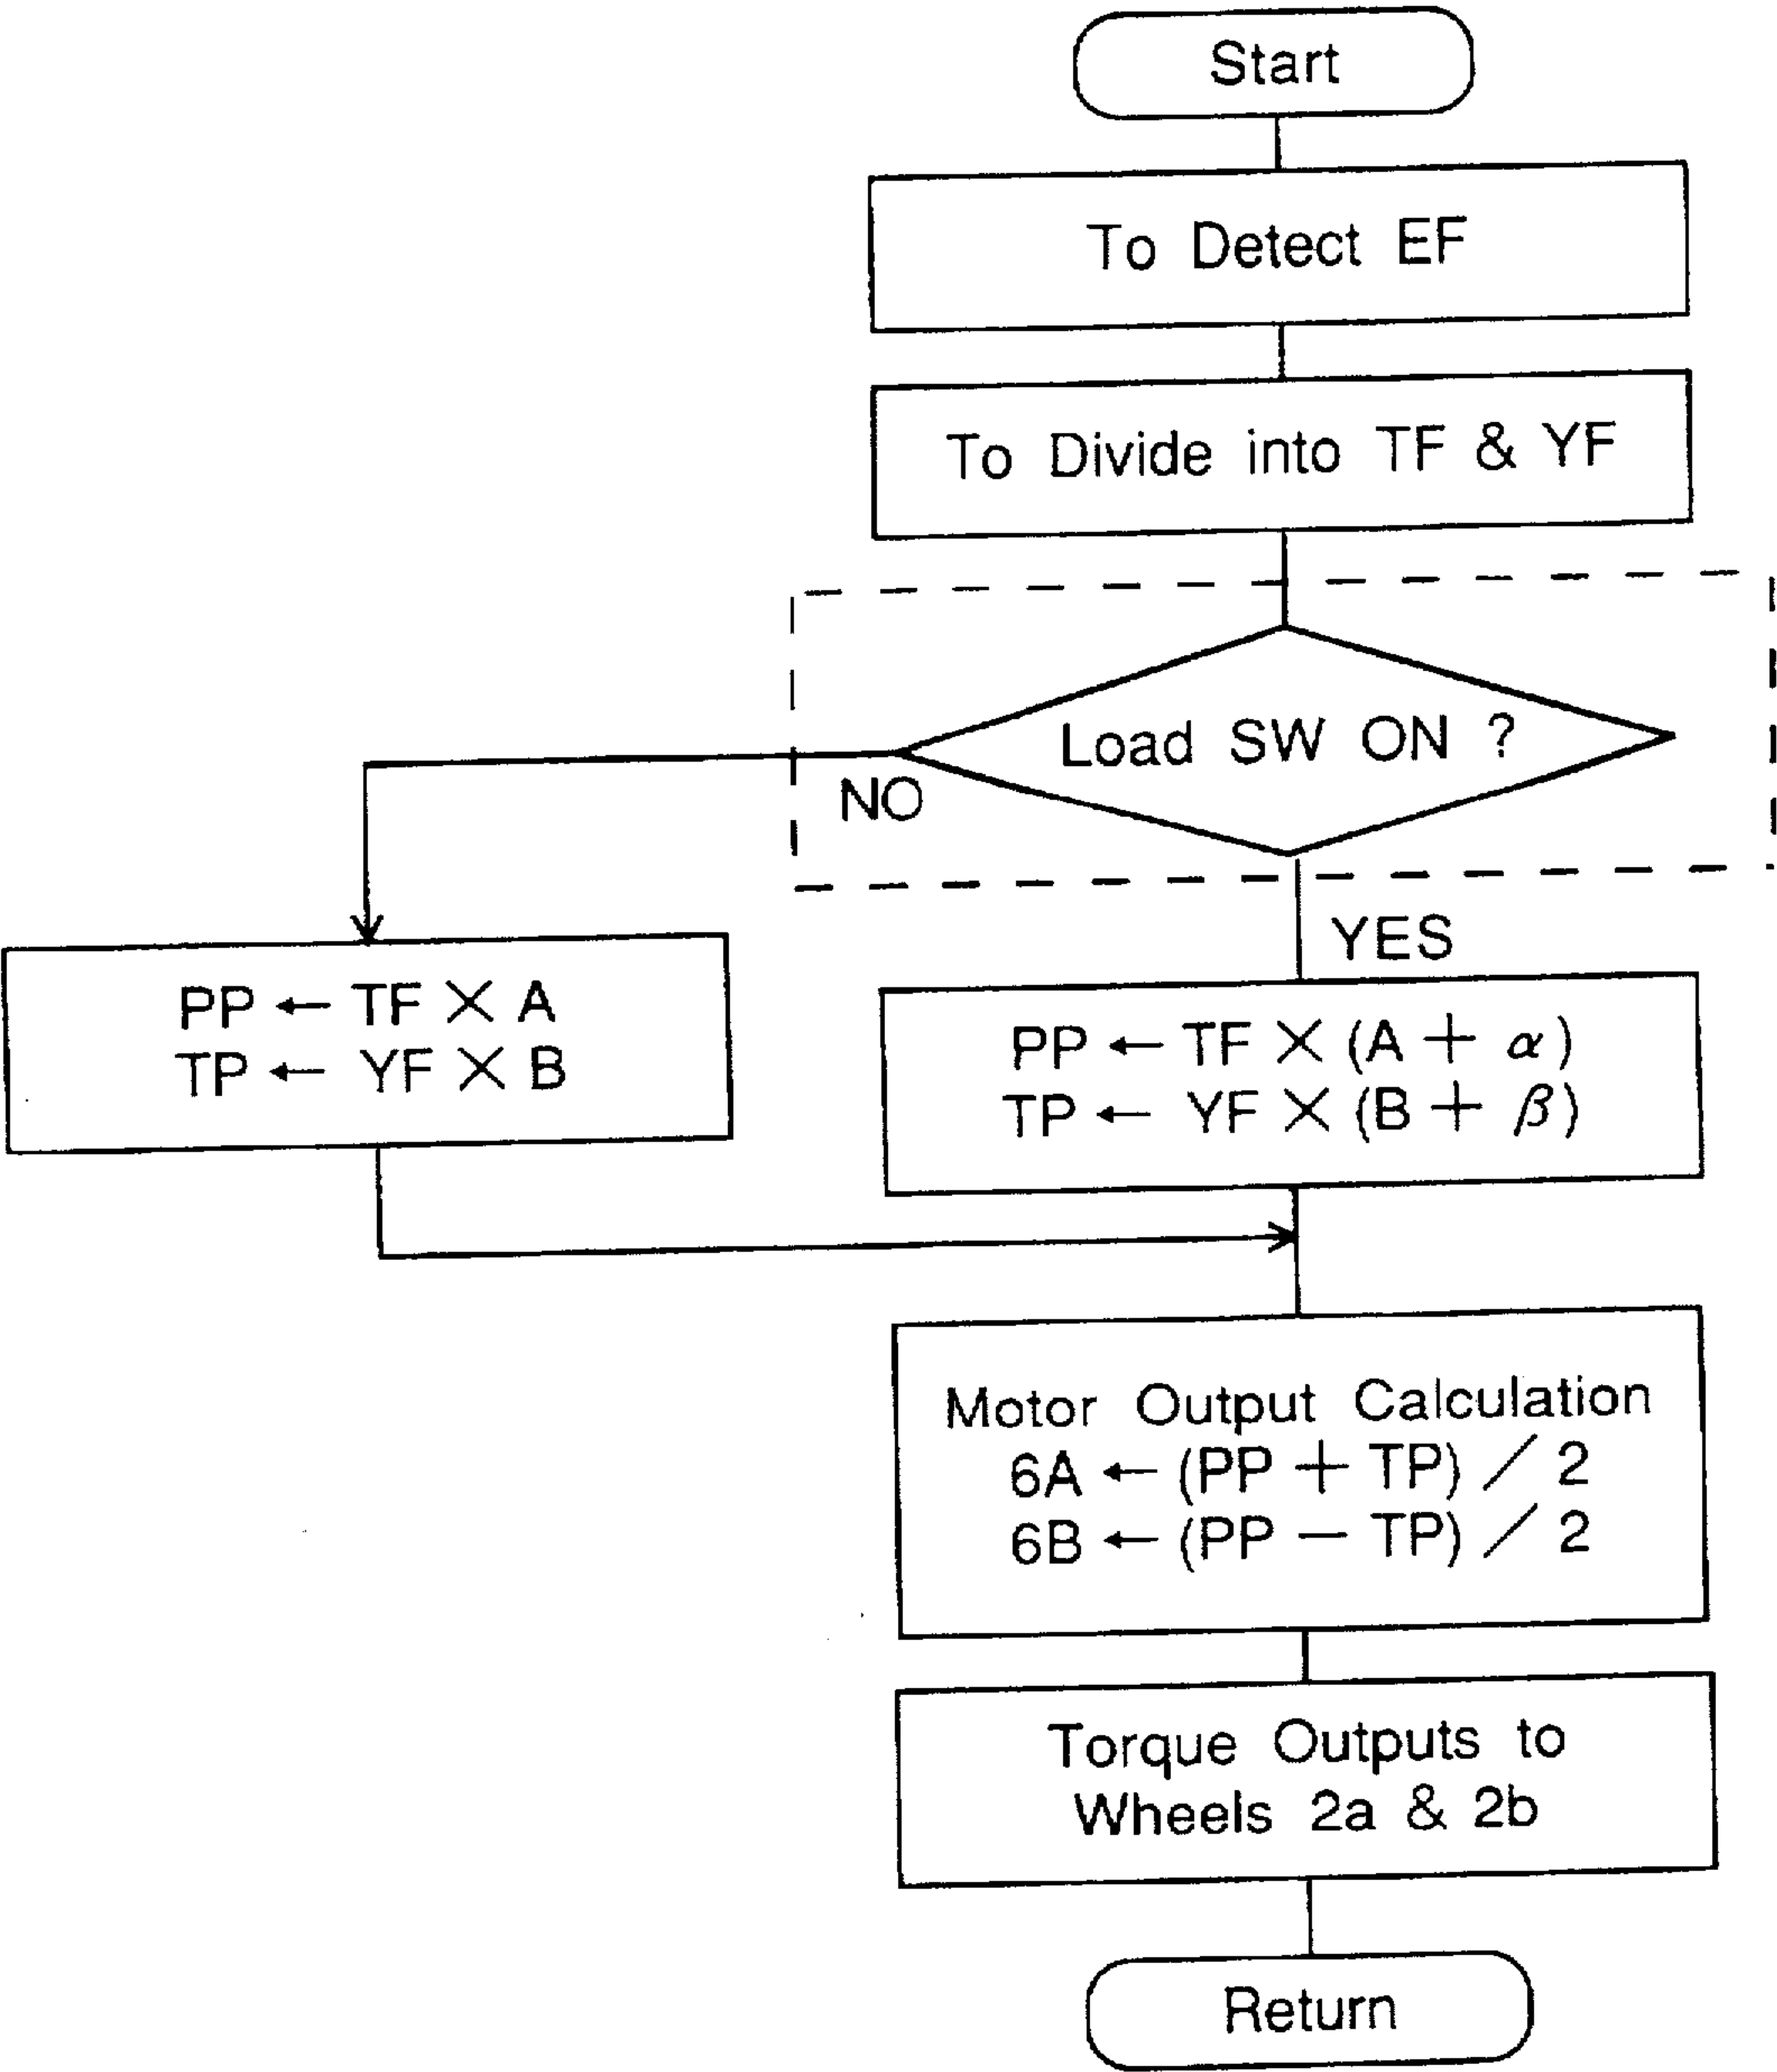 Start
To Detect EF
To Divide into TF & YF
Load SW ON ?
NO
YES
PP ← TF × A
TP ← YF × B
PP ← TF × (A + α)
TP ← YF × (B + β)
Motor Output Calculation
6A ← (PP + TP) / 2
6B ← (PP − TP) / 2
Torque Outputs to
Wheels 2a & 2b
Return